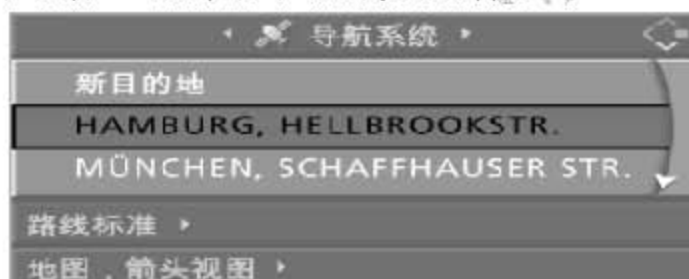 导航系统
新目的地
HAMBURG, HELLBROOKSTR.
MÜNCHEN, SCHAFFHAUSER STR.
路线标准
地图，箭头视图